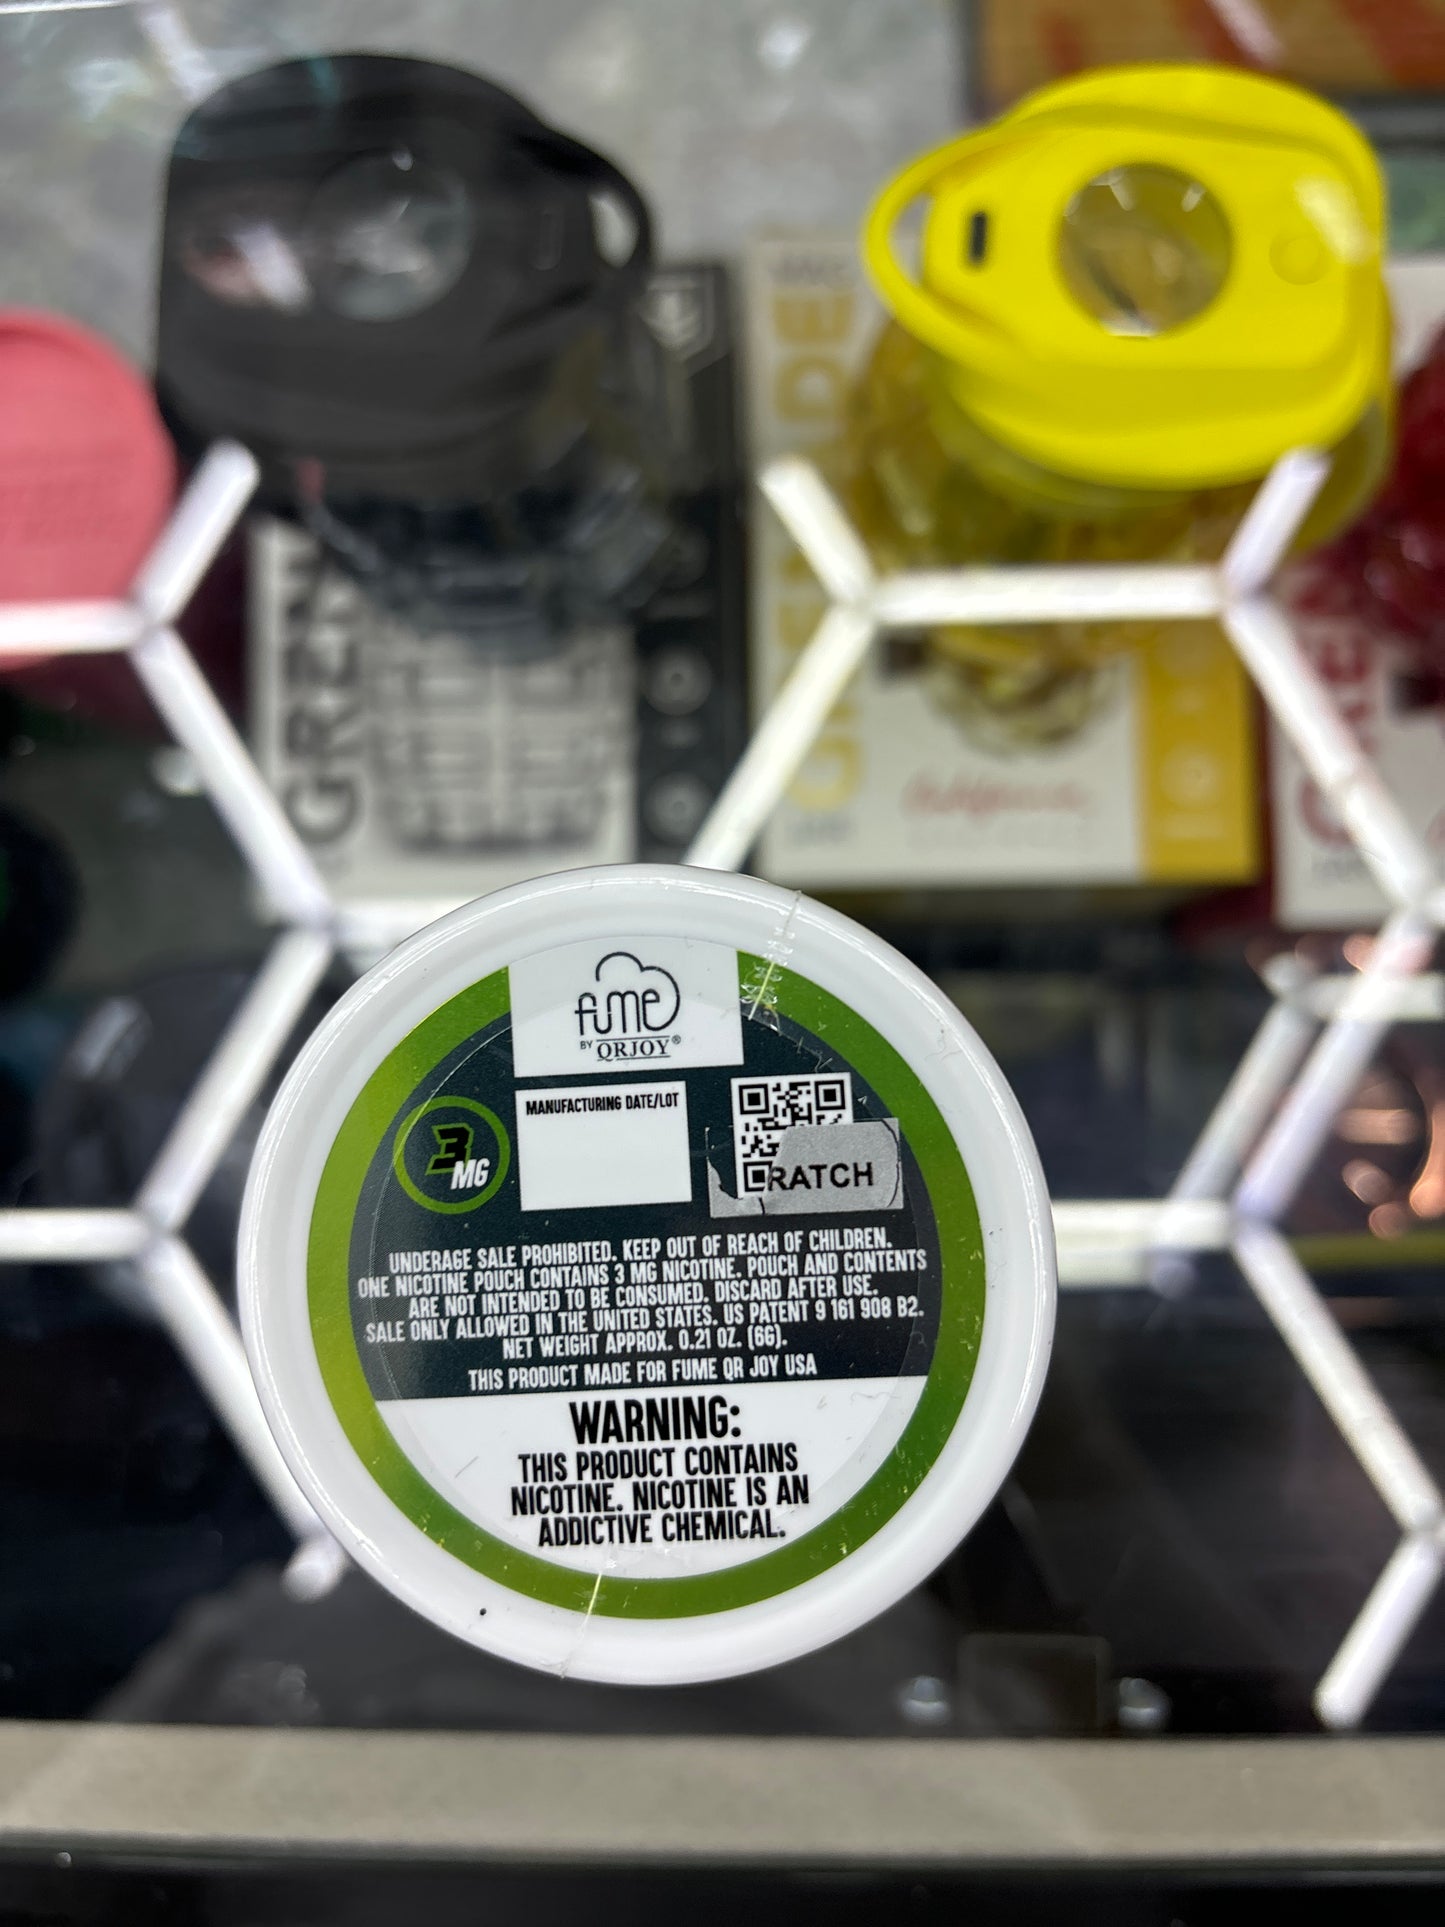 GREN
fume
BY QRJOY®
MANUFACTURING DATE/LOT
3
MG
RATCH
UNDERAGE SALE PROHIBITED. KEEP OUT OF REACH OF CHILDREN.
ONE NICOTINE POUCH CONTAINS 3 MG NICOTINE. POUCH AND CONTENTS
ARE NOT INTENDED TO BE CONSUMED. DISCARD AFTER USE.
SALE ONLY ALLOWED IN THE UNITED STATES. US PATENT 9 161 908 B2.
NET WEIGHT APPROX. 0.21 OZ. (6G).
THIS PRODUCT MADE FOR FUME QR JOY USA
WARNING:
THIS PRODUCT CONTAINS
NICOTINE. NICOTINE IS AN
ADDICTIVE CHEMICAL.